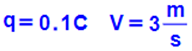 q = 0.1C   V = 3 m/s